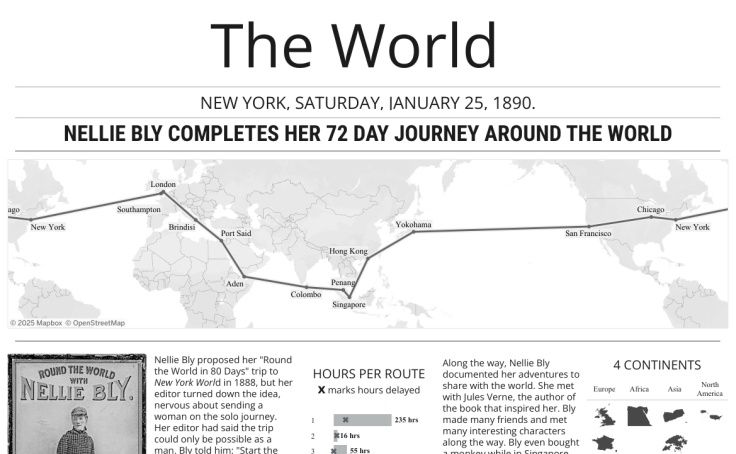 The World
NEW YORK, SATURDAY, JANUARY 25, 1890.
NELLIE BLY COMPLETES HER 72 DAY JOURNEY AROUND THE WORLD
ago
New York
London
Southampton
Brindisi
Port Said
Aden
Colombo
Penang
Singapore
Hong Kong
Yokohama
San Francisco
Chicago
New York
© 2025 Mapbox © OpenStreetMap
ROUND THE WORLD
WITH
NELLIE BLY.
Nellie Bly proposed her "Round
the World in 80 Days" trip to
New York World in 1888, but her
editor turned down the idea,
nervous about sending a
woman on the solo journey.
Her editor had said the trip
could only be possible as a
man. Bly told him: "Start the
HOURS PER ROUTE
X marks hours delayed
1 235 hrs
2 16 hrs
3 55 hrs
Along the way, Nellie Bly
documented her adventures to
share with the world. She met
with Jules Verne, the author of
the book that inspired her. Bly
made many friends and met
many interesting characters
along the way. Bly even bought
a monkey while in Singapore
4 CONTINENTS
Europe Africa Asia North
America